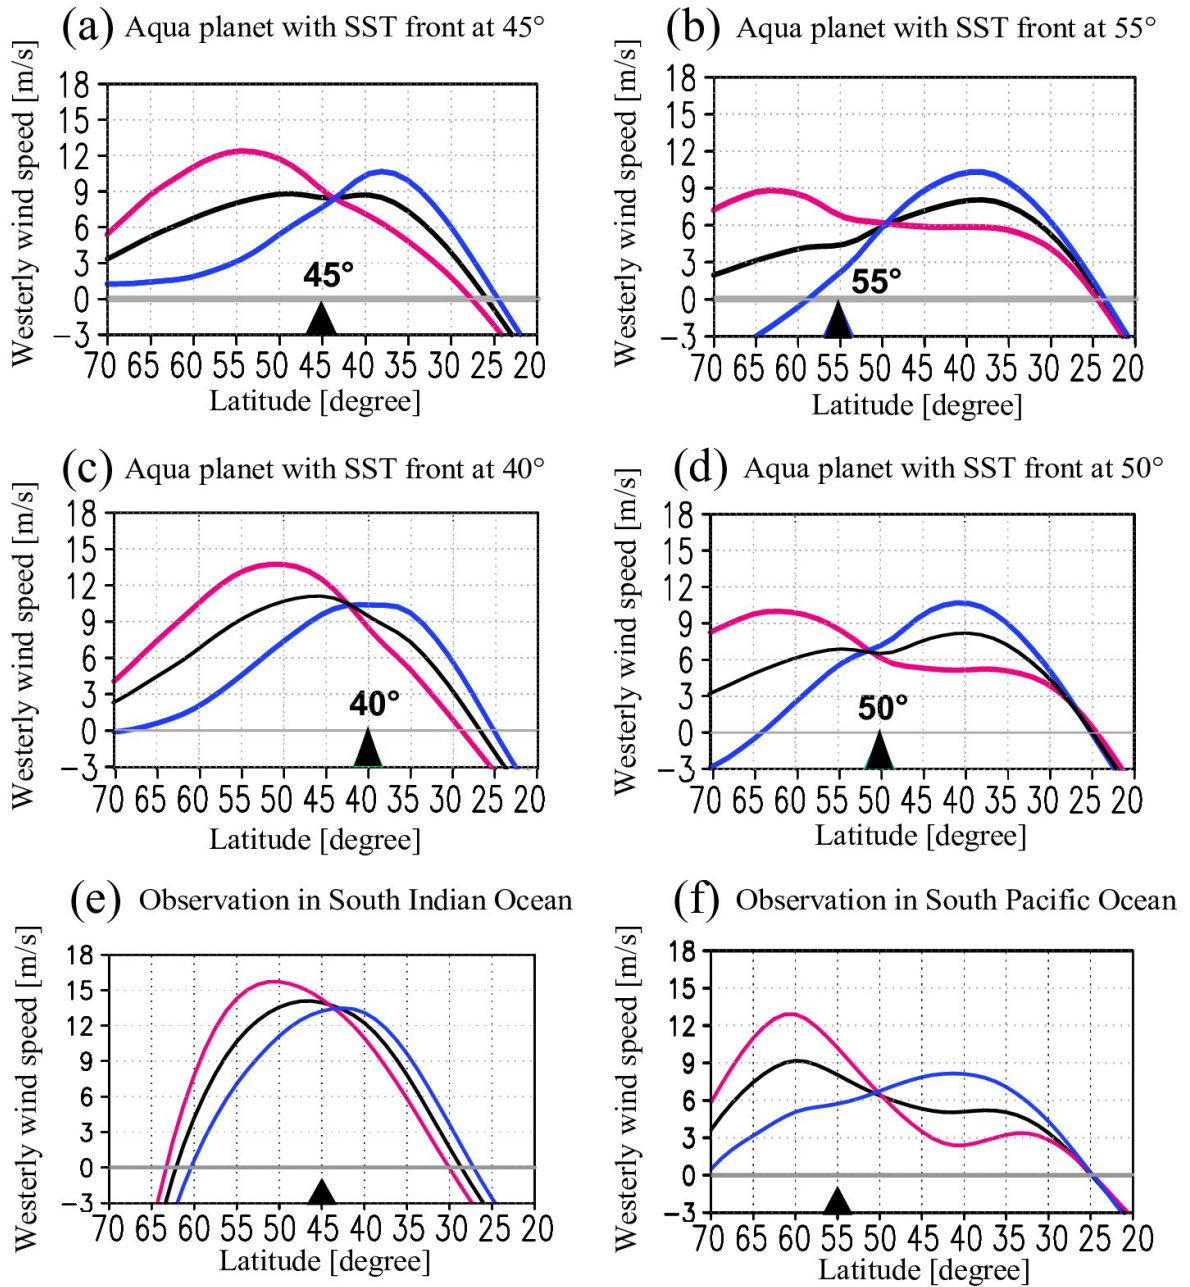 (a) Aqua planet with SST front at 45°
Westerly wind speed [m/s]
18
15
12
9
6
3
0
−3
45°
70 65 60 55 50 45 40 35 30 25 20
Latitude [degree]
(b) Aqua planet with SST front at 55°
Westerly wind speed [m/s]
18
15
12
9
6
3
0
−3
55°
70 65 60 55 50 45 40 35 30 25 20
Latitude [degree]
(c) Aqua planet with SST front at 40°
Westerly wind speed [m/s]
18
15
12
9
6
3
0
−3
40°
70 65 60 55 50 45 40 35 30 25 20
Latitude [degree]
(d) Aqua planet with SST front at 50°
Westerly wind speed [m/s]
18
15
12
9
6
3
0
−3
50°
70 65 60 55 50 45 40 35 30 25 20
Latitude [degree]
(e) Observation in South Indian Ocean
Westerly wind speed [m/s]
18
15
12
9
6
3
0
−3
70 65 60 55 50 45 40 35 30 25 20
Latitude [degree]
(f) Observation in South Pacific Ocean
Westerly wind speed [m/s]
18
15
12
9
6
3
0
−3
70 65 60 55 50 45 40 35 30 25 20
Latitude [degree]